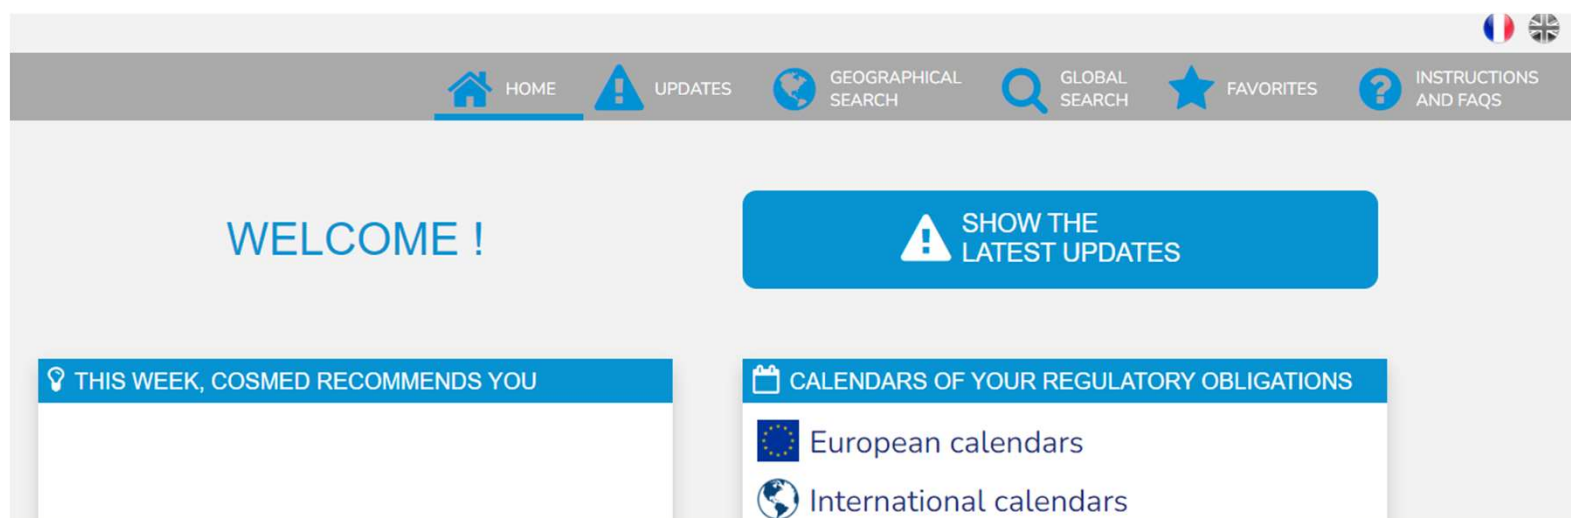 HOME
UPDATES
GEOGRAPHICAL
SEARCH
GLOBAL
SEARCH
FAVORITES
INSTRUCTIONS
AND FAQS
WELCOME !
SHOW THE
LATEST UPDATES
THIS WEEK, COSMED RECOMMENDS YOU
CALENDARS OF YOUR REGULATORY OBLIGATIONS
European calendars
International calendars